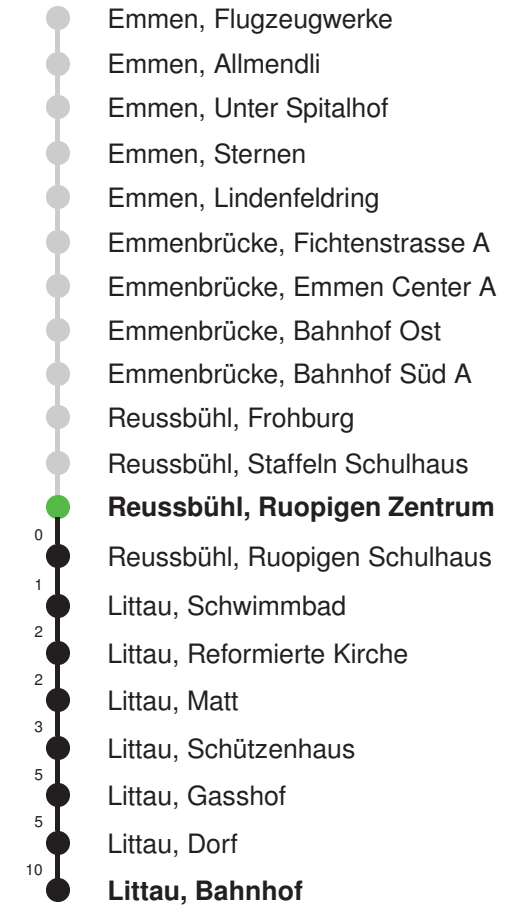 Emmen, Flugzeugwerke
Emmen, Allmendli
Emmen, Unter Spitalhof
Emmen, Sternen
Emmen, Lindenfeldring
Emmenbrücke, Fichtenstrasse A
Emmenbrücke, Emmen Center A
Emmenbrücke, Bahnhof Ost
Emmenbrücke, Bahnhof Süd A
Reussbühl, Frohburg
Reussbühl, Staffeln Schulhaus
Reussbühl, Ruopigen Zentrum
0 Reussbühl, Ruopigen Schulhaus
1 Littau, Schwimmbad
2 Littau, Reformierte Kirche
2 Littau, Matt
3 Littau, Schützenhaus
5 Littau, Gasshof
5 Littau, Dorf
10 Littau, Bahnhof